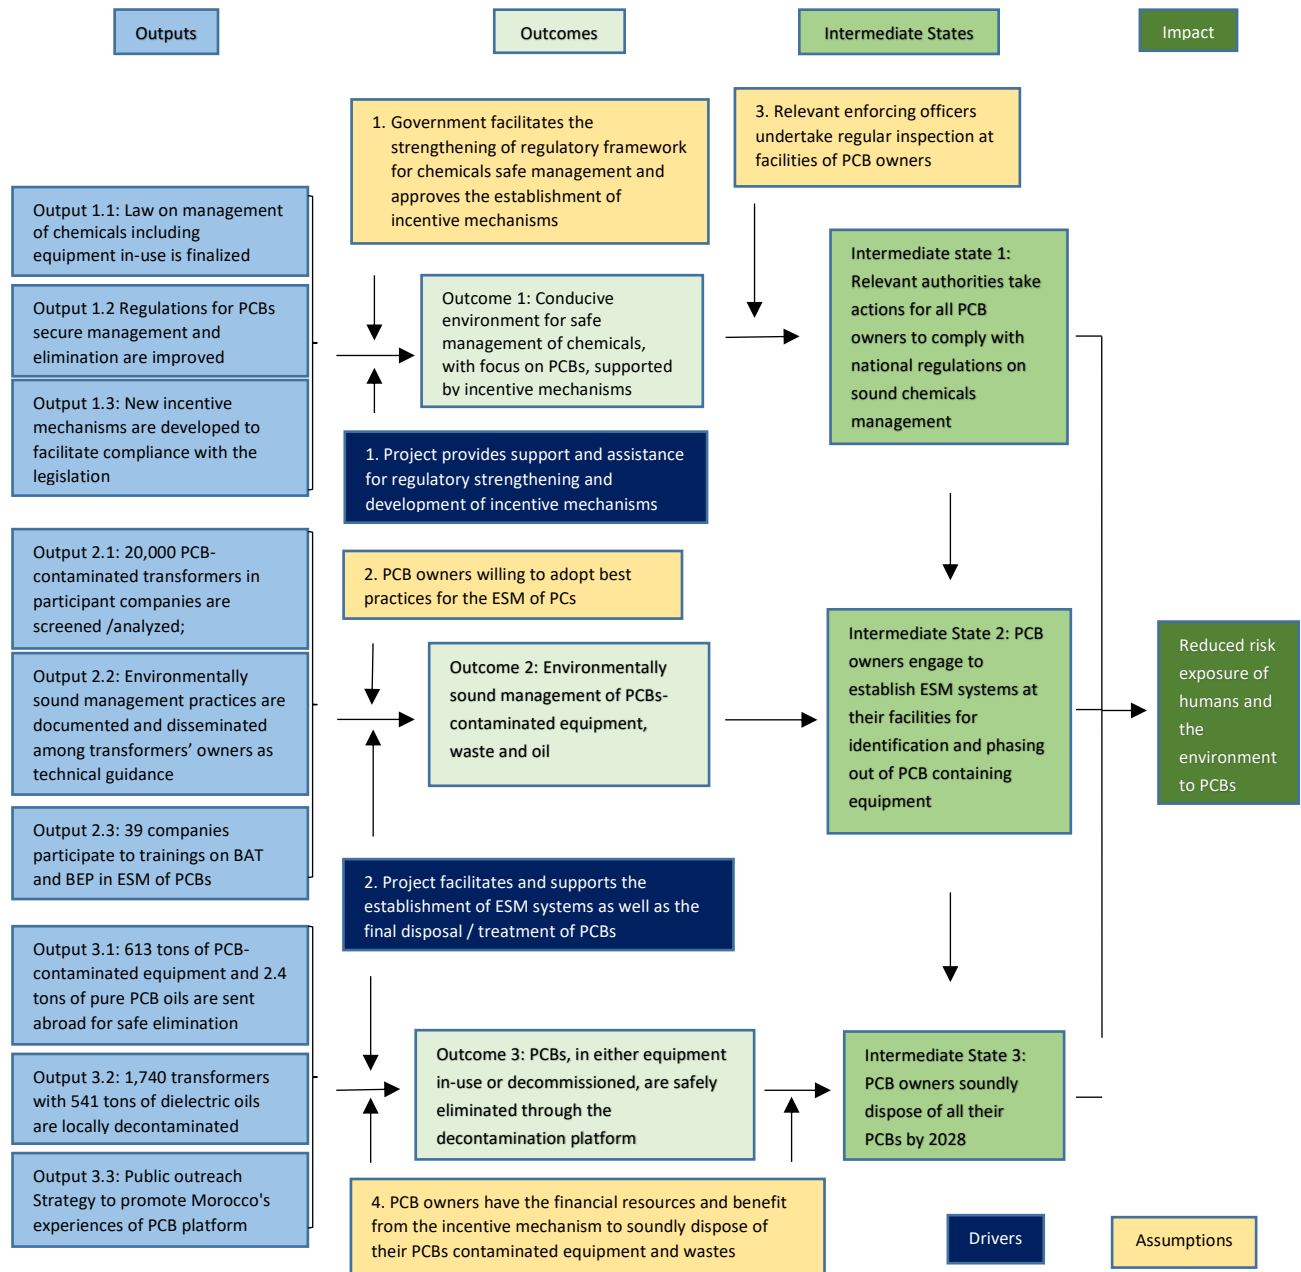 Outputs
Outcomes
Intermediate States
Impact
1. Government facilitates the
strengthening of regulatory framework
for chemicals safe management and
approves the establishment of
incentive mechanisms
3. Relevant enforcing officers
undertake regular inspection at
facilities of PCB owners
Output 1.1: Law on management
of chemicals including
equipment in-use is finalized
Output 1.2 Regulations for PCBs
secure management and
elimination are improved
Output 1.3: New incentive
mechanisms are developed to
facilitate compliance with the
legislation
Outcome 1: Conducive
environment for safe
management of chemicals,
with focus on PCBs, supported
by incentive mechanisms
Intermediate state 1:
Relevant authorities take
actions for all PCB
owners to comply with
national regulations on
sound chemicals
management
1. Project provides support and assistance
for regulatory strengthening and
development of incentive mechanisms
Output 2.1: 20,000 PCB-
contaminated transformers in
participant companies are
screened /analyzed;
Output 2.2: Environmentally
sound management practices are
documented and disseminated
among transformers’ owners as
technical guidance
Output 2.3: 39 companies
participate to trainings on BAT
and BEP in ESM of PCBs
2. PCB owners willing to adopt best
practices for the ESM of PCs
Outcome 2: Environmentally
sound management of PCBs-
contaminated equipment,
waste and oil
Intermediate State 2: PCB
owners engage to
establish ESM systems at
their facilities for
identification and phasing
out of PCB containing
equipment
Reduced risk
exposure of
humans and
the
environment
to PCBs
2. Project facilitates and supports the
establishment of ESM systems as well as the
final disposal / treatment of PCBs
Output 3.1: 613 tons of PCB-
contaminated equipment and 2.4
tons of pure PCB oils are sent
abroad for safe elimination
Output 3.2: 1,740 transformers
with 541 tons of dielectric oils
are locally decontaminated
Output 3.3: Public outreach
Strategy to promote Morocco's
experiences of PCB platform
Outcome 3: PCBs, in either equipment
in-use or decommissioned, are safely
eliminated through the
decontamination platform
Intermediate State 3:
PCB owners soundly
dispose of all their
PCBs by 2028
4. PCB owners have the financial resources and benefit
from the incentive mechanism to soundly dispose of
their PCBs contaminated equipment and wastes
Drivers
Assumptions